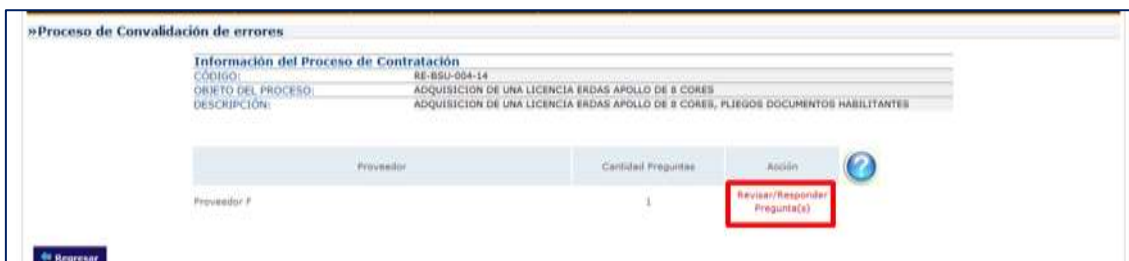 »Proceso de Convalidación de errores
Información del Proceso de Contratación
CÓDIGO: RE-BSU-004-14
OBJETO DEL PROCESO: ADQUISICION DE UNA LICENCIA ERDAS APOLLO DE 8 CORES
DESCRIPCIÓN: ADQUISICION DE UNA LICENCIA ERDAS APOLLO DE 8 CORES, PLIEGOS DOCUMENTOS HABILITANTES
Proveedor Cantidad Preguntas Acción ?
Proveedor F 1 Revisar/Responder
Pregunta(s)
Regresar